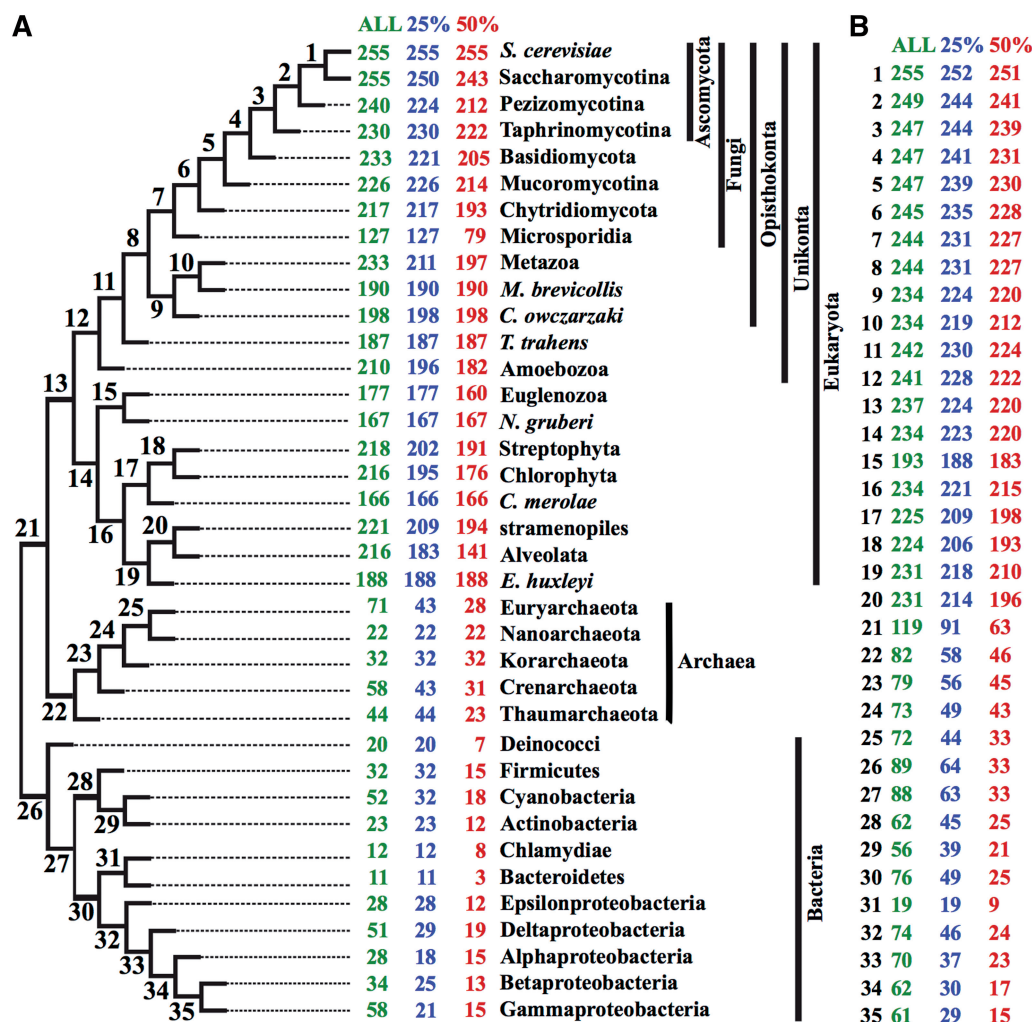 A
ALL 25% 50%
1 255 255 255 S. cerevisiae
2 255 250 243 Saccharomycotina
3 240 224 212 Pezizomycotina
4 230 230 222 Taphrinomycotina
5 233 221 205 Basidiomycota
6 226 226 214 Mucoromycotina
7 217 217 193 Chytridiomycota
8 127 127 79 Microsporidia
10 233 211 197 Metazoa
11 190 190 190 M. brevicollis
9 198 198 198 C. owczarzaki
12 187 187 187 T. trahens
210 196 182 Amoebozoa
13 15 177 177 160 Euglenozoa
167 167 167 N. gruberi
18 218 202 191 Streptophyta
14 17 216 195 176 Chlorophyta
166 166 166 C. merolae
21 16 20 221 209 194 stramenopiles
216 183 141 Alveolata
19 188 188 188 E. huxleyi
25 71 43 28 Euryarchaeota
24 22 22 22 Nanoarchaeota
23 32 32 32 Korarchaeota
58 43 31 Crenarchaeota
22 44 44 23 Thaumarchaeota
20 20 7 Deinococci
28 32 32 15 Firmicutes
26 52 32 18 Cyanobacteria
29 23 23 12 Actinobacteria
27 31 12 12 8 Chlamydiae
11 11 3 Bacteroidetes
30 28 28 12 Epsilonproteobacteria
32 51 29 19 Deltaproteobacteria
33 28 18 15 Alphaproteobacteria
34 34 25 13 Betaproteobacteria
35 58 21 15 Gammaproteobacteria
Ascomycota
Fungi
Opisthokonta
Unikonta
Eukaryota
Archaea
Bacteria
B
ALL 25% 50%
1 255 252 251
2 249 244 241
3 247 244 239
4 247 241 231
5 247 239 230
6 245 235 228
7 244 231 227
8 244 231 227
9 234 224 220
10 234 219 212
11 242 230 224
12 241 228 222
13 237 224 220
14 234 223 220
15 193 188 183
16 234 221 215
17 225 209 198
18 224 206 193
19 231 218 210
20 231 214 196
21 119 91 63
22 82 58 46
23 79 56 45
24 73 49 43
25 72 44 33
26 89 64 33
27 88 63 33
28 62 45 25
29 56 39 21
30 76 49 25
31 19 19 9
32 74 46 24
33 70 37 23
34 62 30 17
35 61 29 15